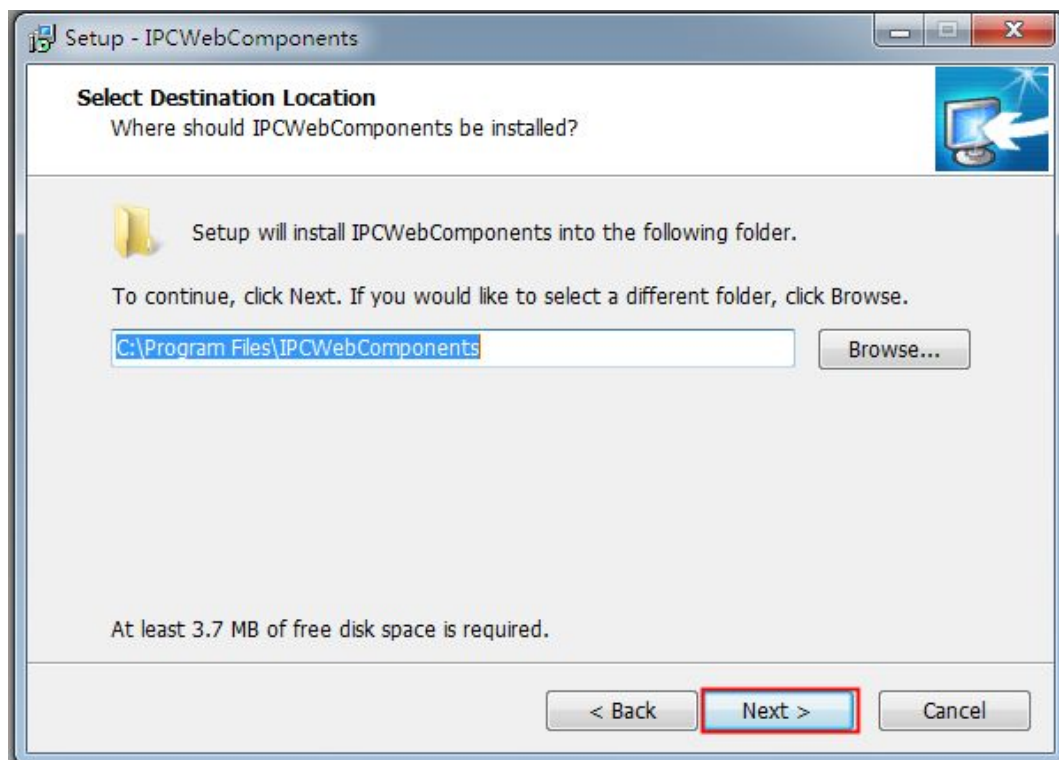 Setup - IPCWebComponents
Select Destination Location
Where should IPCWebComponents be installed?
Setup will install IPCWebComponents into the following folder.
To continue, click Next. If you would like to select a different folder, click Browse.
C:\Program Files\IPCWebComponents
Browse...
At least 3.7 MB of free disk space is required.
< Back
Next >
Cancel